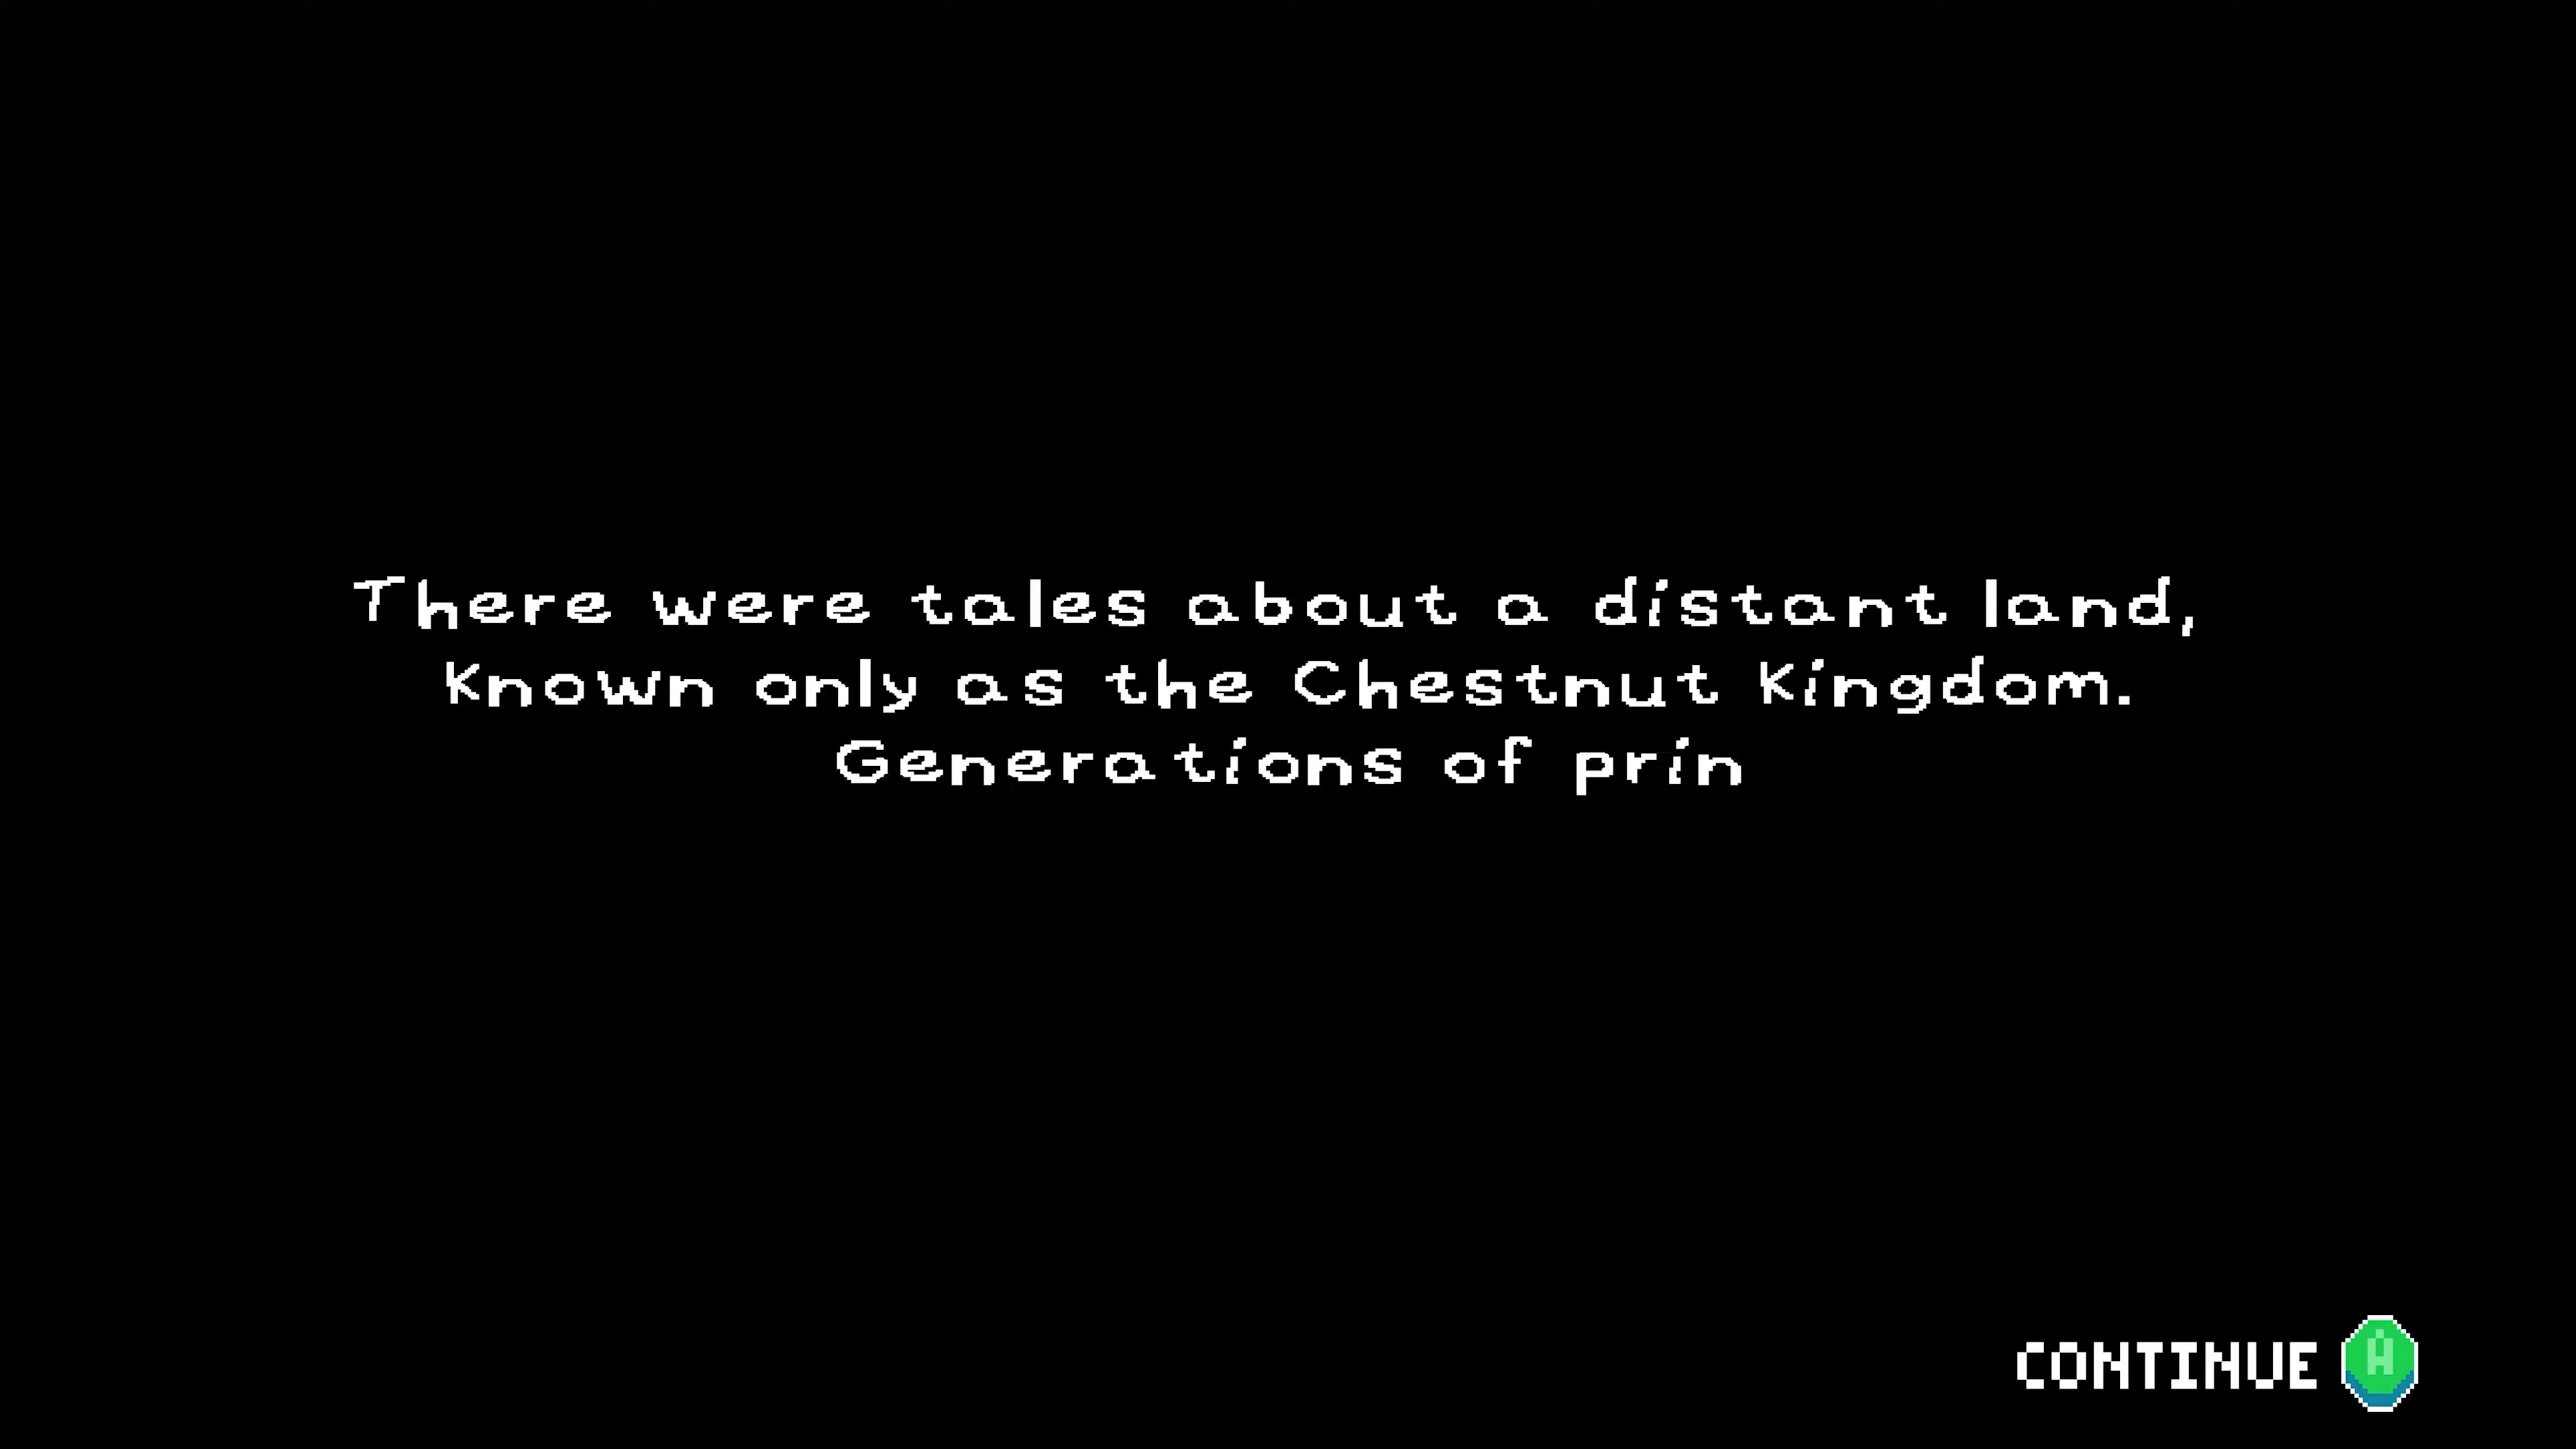 There were tales about a distant land,
known only as the Chestnut Kingdom.
Generations of prin
CONTINUE A